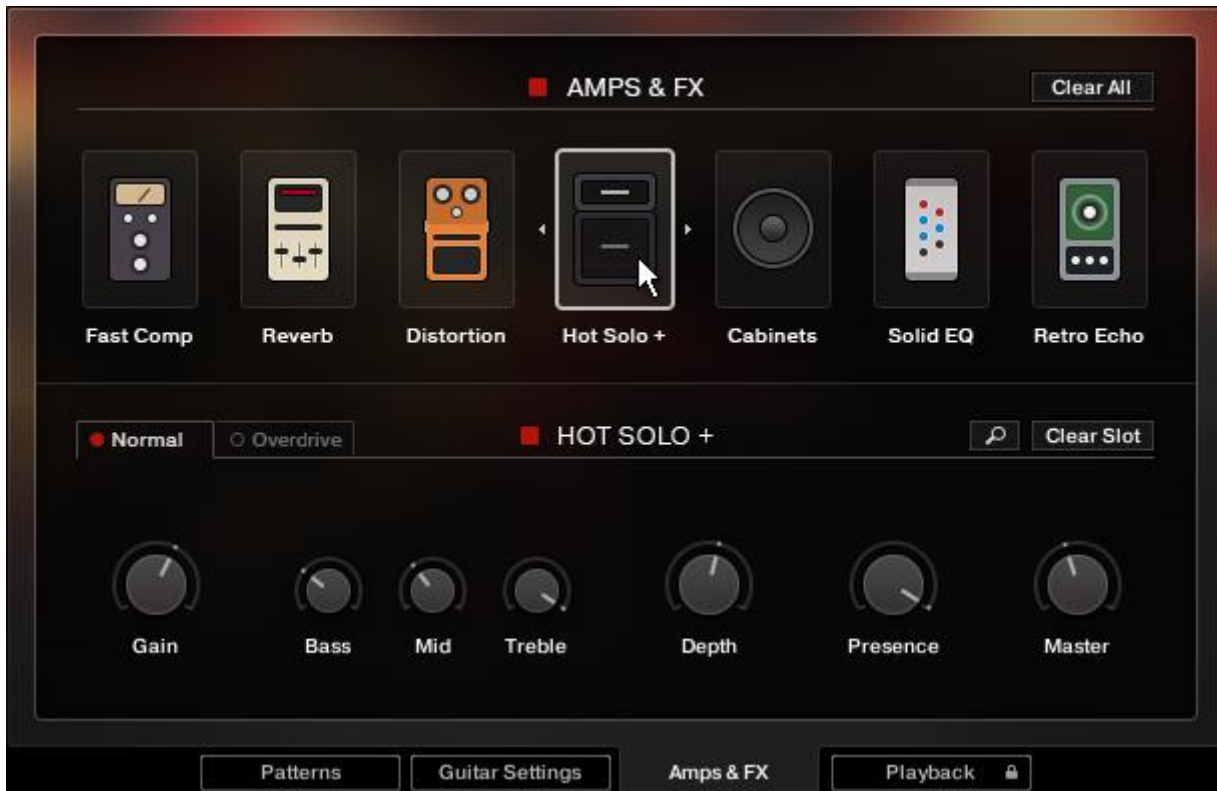 AMPS & FX Clear All
Fast Comp Reverb Distortion Hot Solo + Cabinets Solid EQ Retro Echo
Normal Overdrive HOT SOLO + Clear Slot
Gain Bass Mid Treble Depth Presence Master
Patterns Guitar Settings Amps & FX Playback